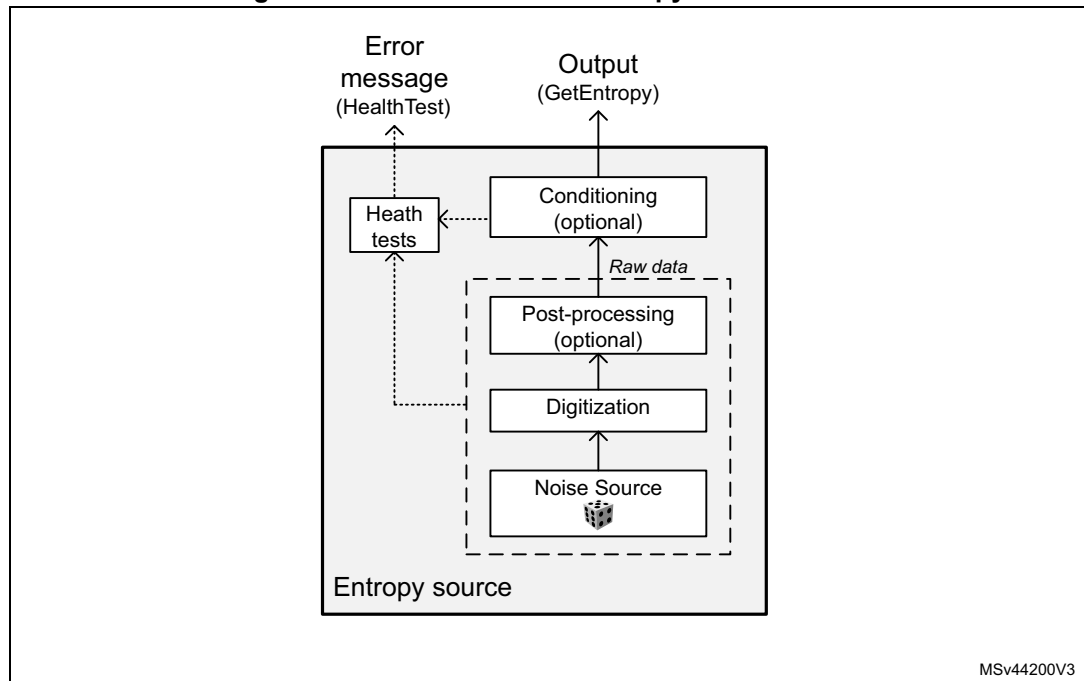 Error
message
(HealthTest)
Output
(GetEntropy)
Conditioning
(optional)
Heath
tests
Raw data
Post-processing
(optional)
Digitization
Noise Source
Entropy source
MSv44200V3